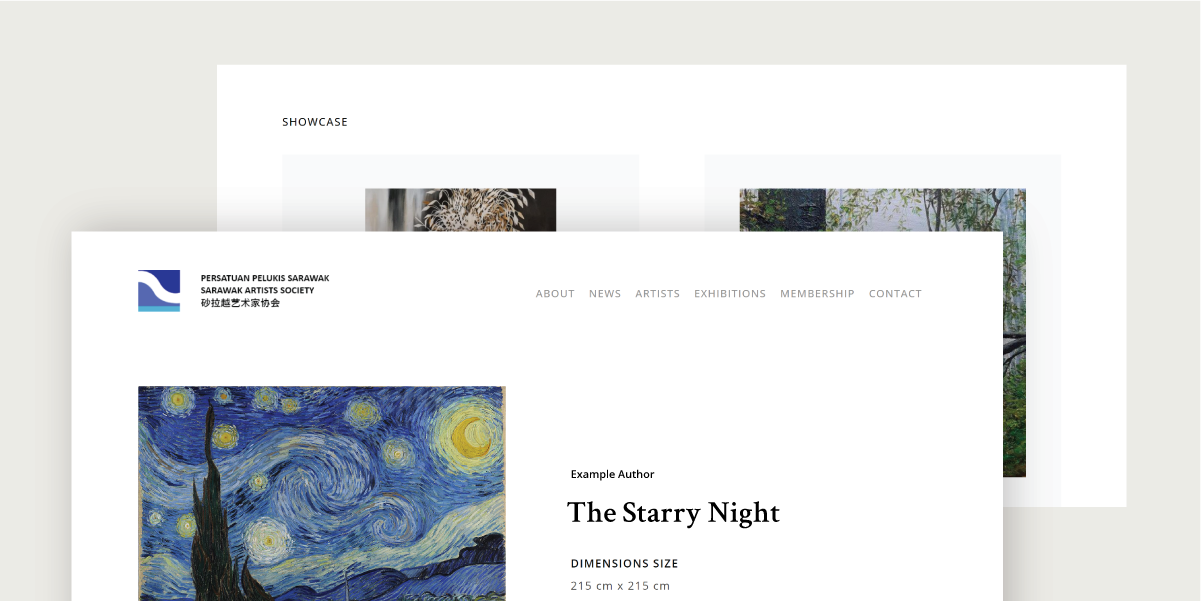 SHOWCASE
PERSATUAN PELUKIS SARAWAK
SARAWAK ARTISTS SOCIETY
砂拉越艺术家协会
ABOUT NEWS ARTISTS EXHIBITIONS MEMBERSHIP CONTACT
Example Author
The Starry Night
DIMENSIONS SIZE
215 cm x 215 cm